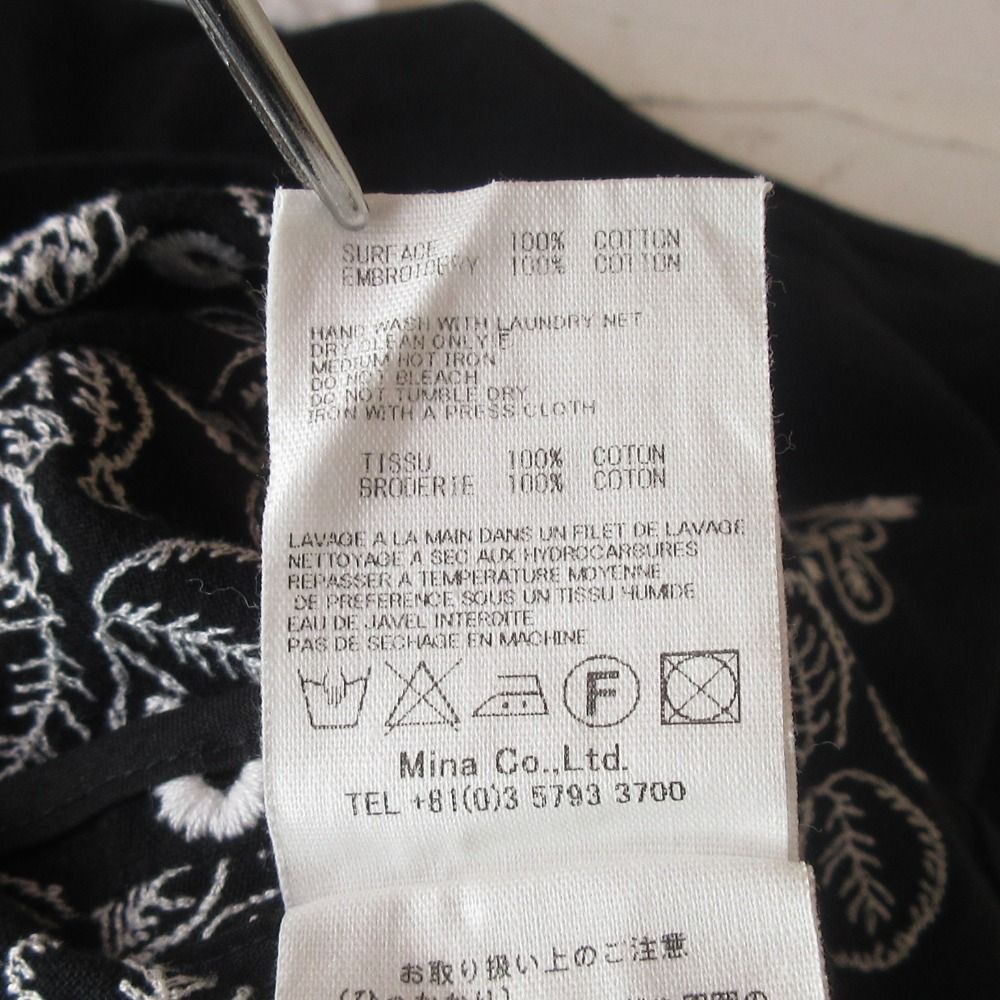 SURFACE 100% COTTON
EMBROIDERY 100% COTTON
HAND WASH WITH LAUNDRY NET
DRY CLEAN ONLY F
MEDIUM HOT IRON
DO NOT BLEACH
DO NOT TUMBLE DRY
IRON WITH A PRESS CLOTH
TISSU 100% COTON
BRODERIE 100% COTON
LAVAGE A LA MAIN DANS UN FILET DE LAVAGE
NETTOYAGE A SEC AUX HYDROCARBURES
REPASSER A TEMPERATURE MOYENNE
DE PREFERENCE SOUS UN TISSU HUMIDE
EAU DE JAVEL INTERDITE
PAS DE SECHAGE EN MACHINE
F
Mina Co.,Ltd.
TEL +81(0)3 5793 3700
お取り扱い上のご注意